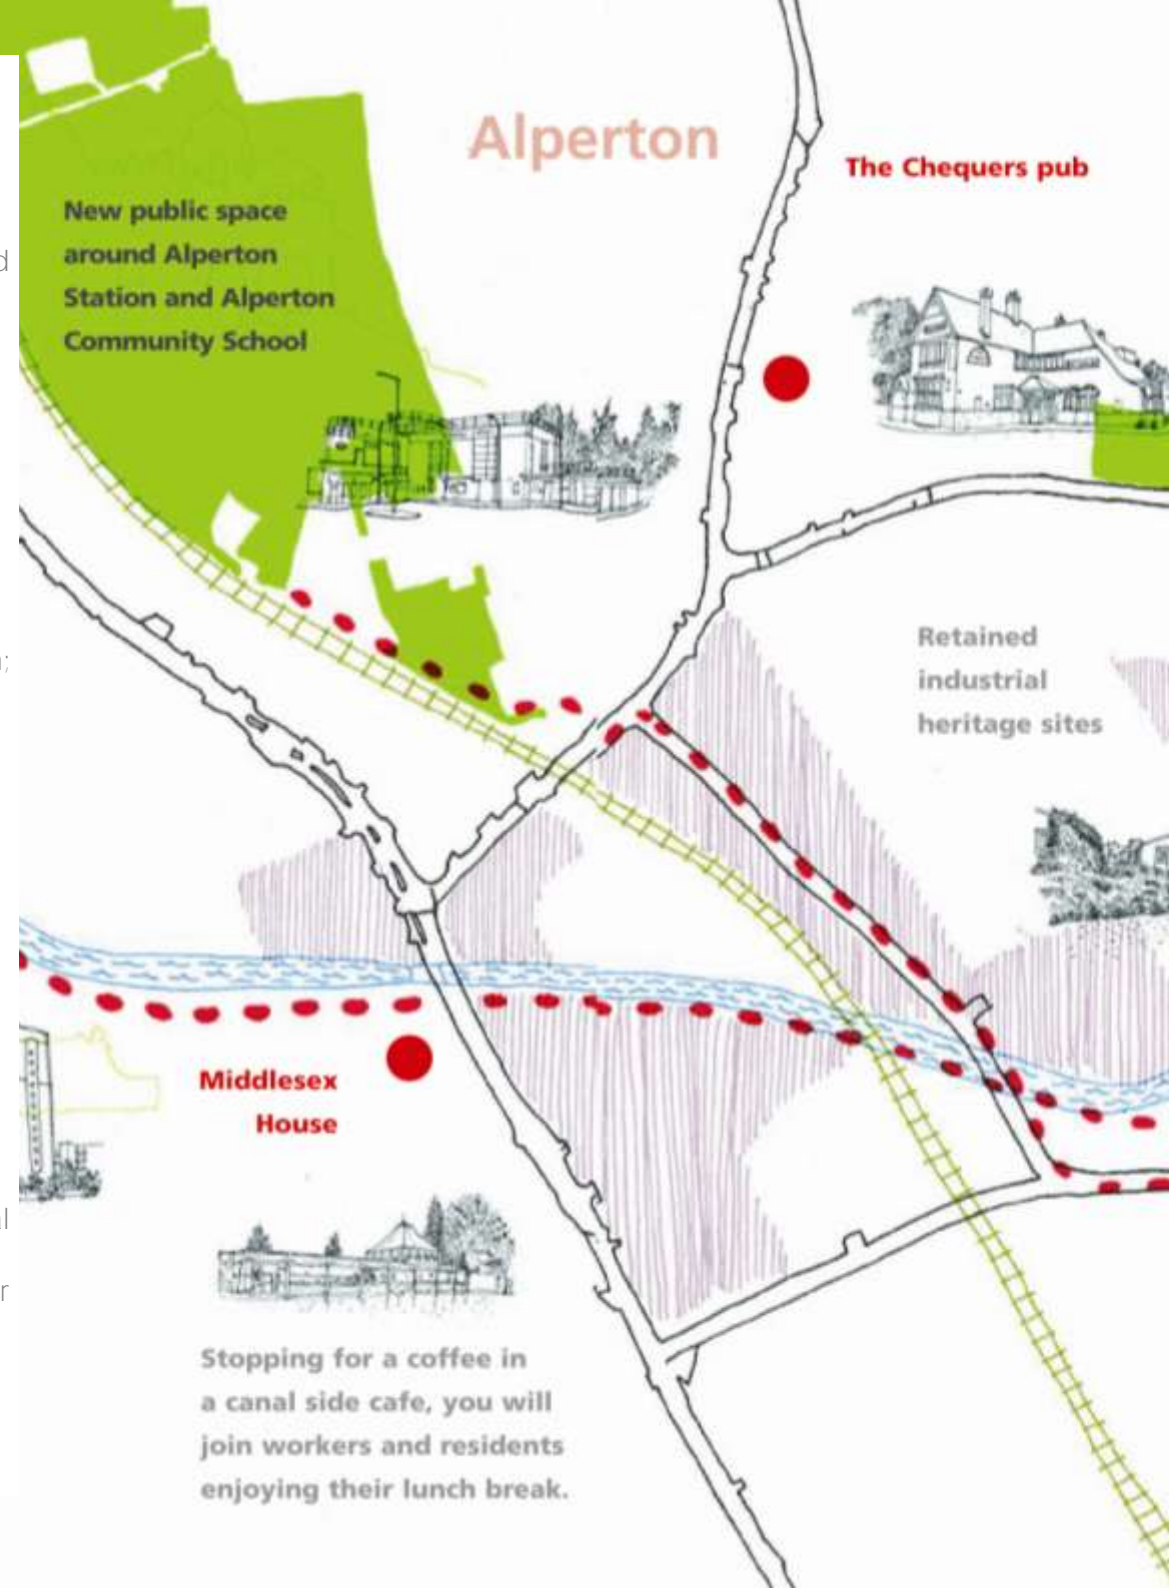 Alperton
The Chequers pub
New public space
around Alperton
Station and Alperton
Community School
d
Retained
industrial
heritage sites
;
Middlesex
House
l
r
Stopping for a coffee in
a canal side cafe, you will
join workers and residents
enjoying their lunch break.